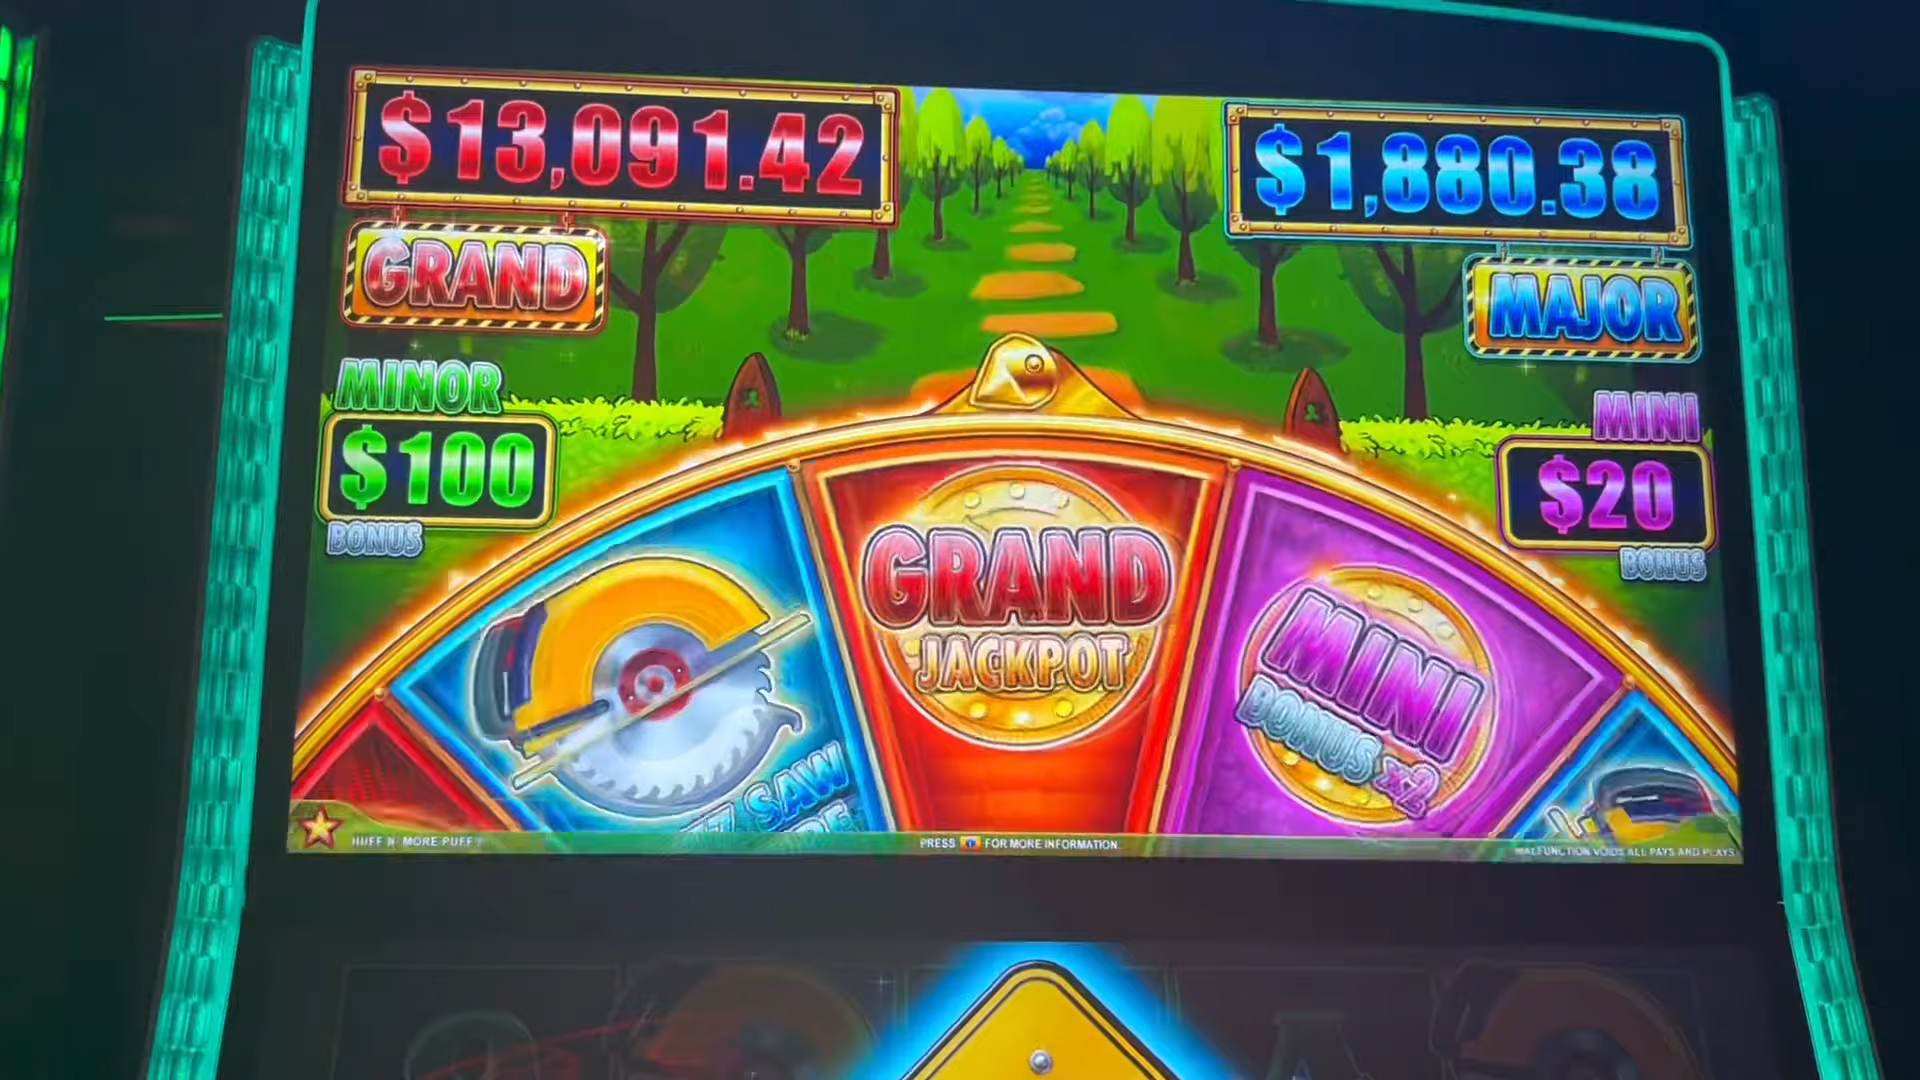 $13,091.42
$1,880.38
GRAND
MAJOR
MINOR
$100
BONUS
MINI
$20
BONUS
GRAND
JACKPOT
MINI
BONUS x2
SAW
HUFF N' MORE PUFF
PRESS FOR MORE INFORMATION
MALFUNCTION VOIDS ALL PAYS AND PLAYS